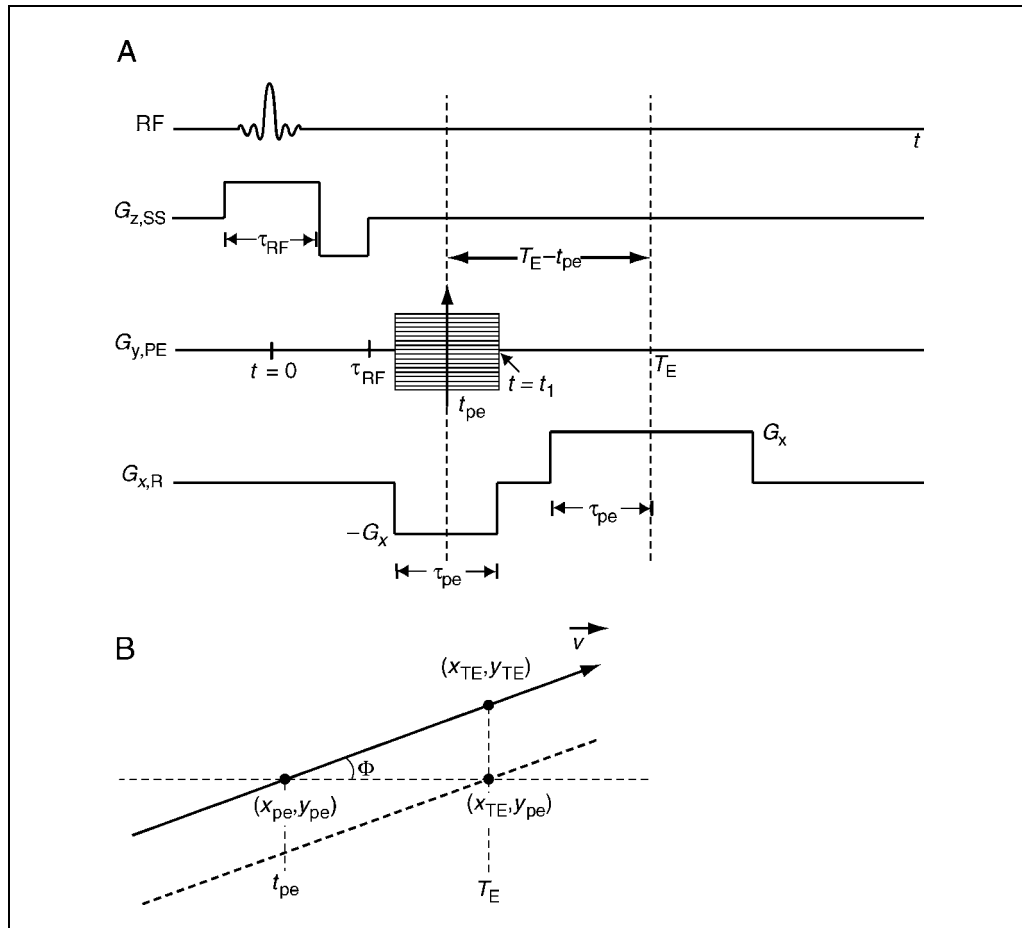 A
RF
t
G_z,SS
τ_RF
T_E–t_pe
G_y,PE
t = 0
τ_RF
t_pe
t = t_1
T_E
G_x,R
G_x
–G_x
τ_pe
τ_pe
B
v
(x_TE,y_TE)
Φ
(x_pe,y_pe)
(x_TE,y_pe)
t_pe
T_E